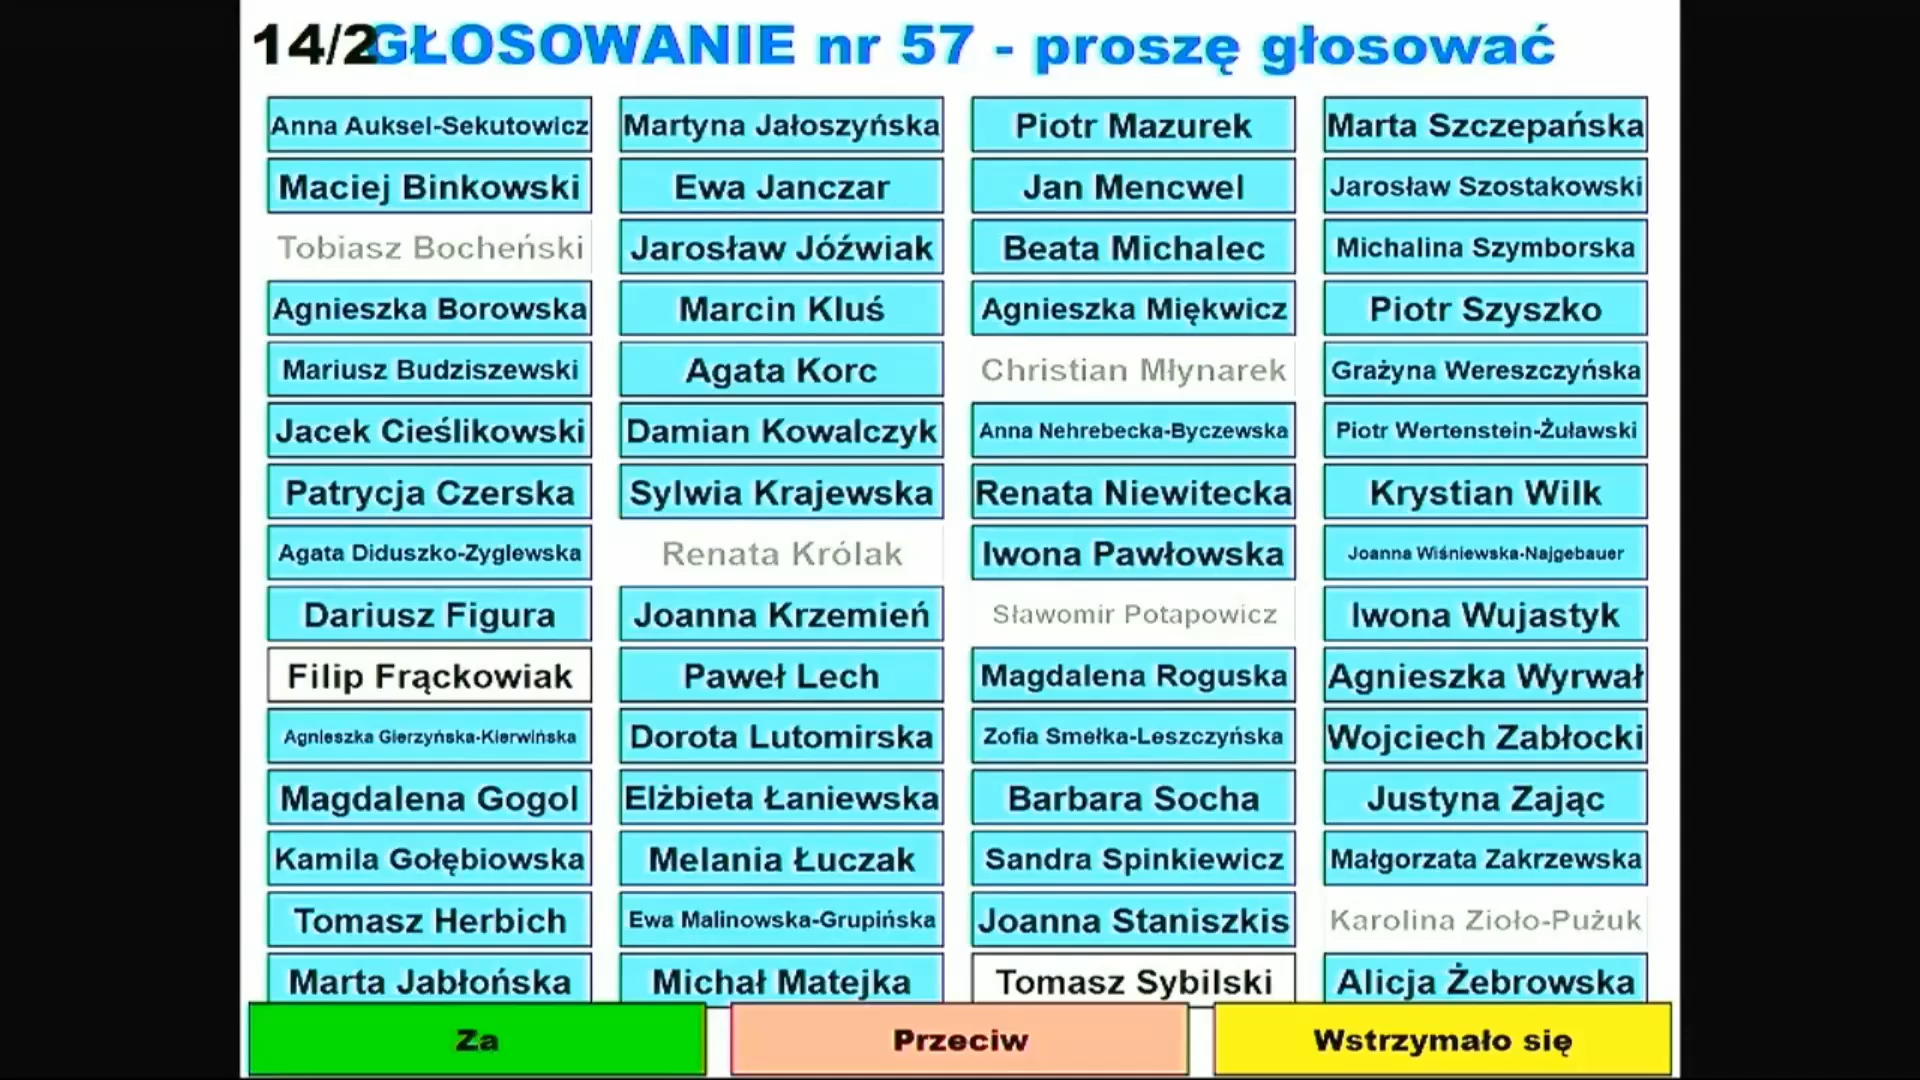 14/2GŁOSOWANIE nr 57 - proszę głosować
Anna Auksel-Sekutowicz
Maciej Binkowski
Tobiasz Bocheński
Agnieszka Borowska
Mariusz Budziszewski
Jacek Cieślikowski
Patrycja Czerska
Agata Diduszko-Zyglewska
Dariusz Figura
Filip Frąckowiak
Agnieszka Gierzyńska-Kierwińska
Magdalena Gogol
Kamila Gołębiowska
Tomasz Herbich
Marta Jabłońska
Martyna Jałoszyńska
Ewa Janczar
Jarosław Jóźwiak
Marcin Kluś
Agata Korc
Damian Kowalczyk
Sylwia Krajewska
Renata Królak
Joanna Krzemień
Paweł Lech
Dorota Lutomirska
Elżbieta Łaniewska
Melania Łuczak
Ewa Malinowska-Grupińska
Michał Matejka
Piotr Mazurek
Jan Mencwel
Beata Michalec
Agnieszka Miękwicz
Christian Młynarek
Anna Nehrebecka-Byczewska
Renata Niewitecka
Iwona Pawłowska
Sławomir Potapowicz
Magdalena Roguska
Zofia Smełka-Leszczyńska
Barbara Socha
Sandra Spinkiewicz
Joanna Staniszkis
Tomasz Sybilski
Marta Szczepańska
Jarosław Szostakowski
Michalina Szymborska
Piotr Szyszko
Grażyna Wereszczyńska
Piotr Wertenstein-Żuławski
Krystian Wilk
Joanna Wiśniewska-Najgebauer
Iwona Wujastyk
Agnieszka Wyrwał
Wojciech Zabłocki
Justyna Zając
Małgorzata Zakrzewska
Karolina Zioło-Pużuk
Alicja Żebrowska
Za
Przeciw
Wstrzymało się